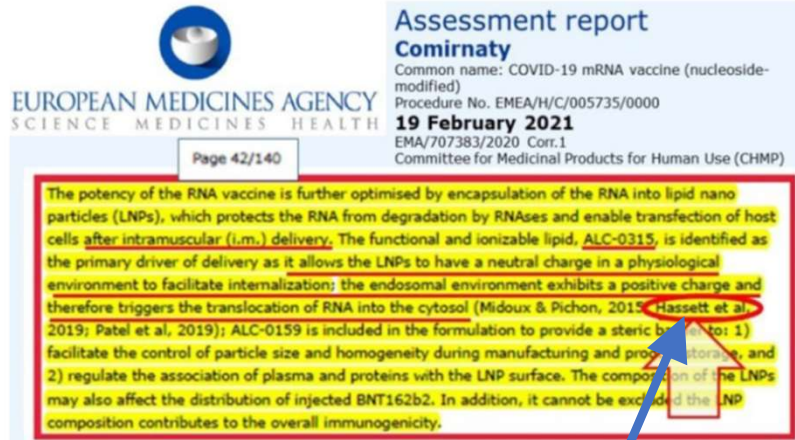 EUROPEAN MEDICINES AGENCY
SCIENCE MEDICINES HEALTH
Assessment report
Comirnaty
Common name: COVID-19 mRNA vaccine (nucleoside-
modified)
Procedure No. EMEA/H/C/005735/0000
19 February 2021
EMA/707383/2020 Corr.1
Committee for Medicinal Products for Human Use (CHMP)
Page 42/140
The potency of the RNA vaccine is further optimised by encapsulation of the RNA into lipid nano
particles (LNPs), which protects the RNA from degradation by RNAses and enable transfection of host
cells after intramuscular (i.m.) delivery. The functional and ionizable lipid, ALC-0315, is identified as
the primary driver of delivery as it allows the LNPs to have a neutral charge in a physiological
environment to facilitate internalization; the endosomal environment exhibits a positive charge and
therefore triggers the translocation of RNA into the cytosol (Midoux & Pichon, 2015 Hassett et al,
2019; Patel et al, 2019); ALC-0159 is included in the formulation to provide a steric to: 1)
facilitate the control of particle size and homogeneity during manufacturing and storage, and
2) regulate the association of plasma and proteins with the LNP surface. The composition of the LNPs
may also affect the distribution of injected BNT162b2. In addition, it cannot be excluded the LNP
composition contributes to the overall immunogenicity.